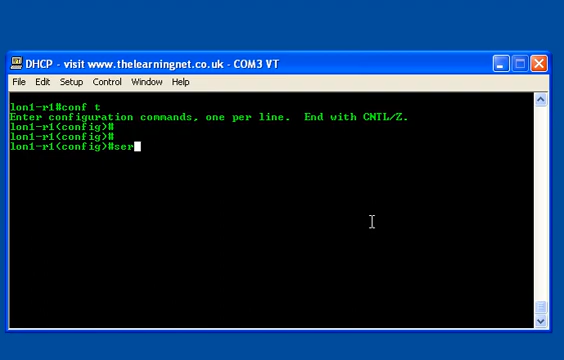 DHCP - visit www.thelearningnet.co.uk - COM3 VT
File Edit Setup Control Window Help
lon1-r1#conf t
Enter configuration commands, one per line.  End with CNTL/Z.
lon1-r1(config)#
lon1-r1(config)#
lon1-r1(config)#ser